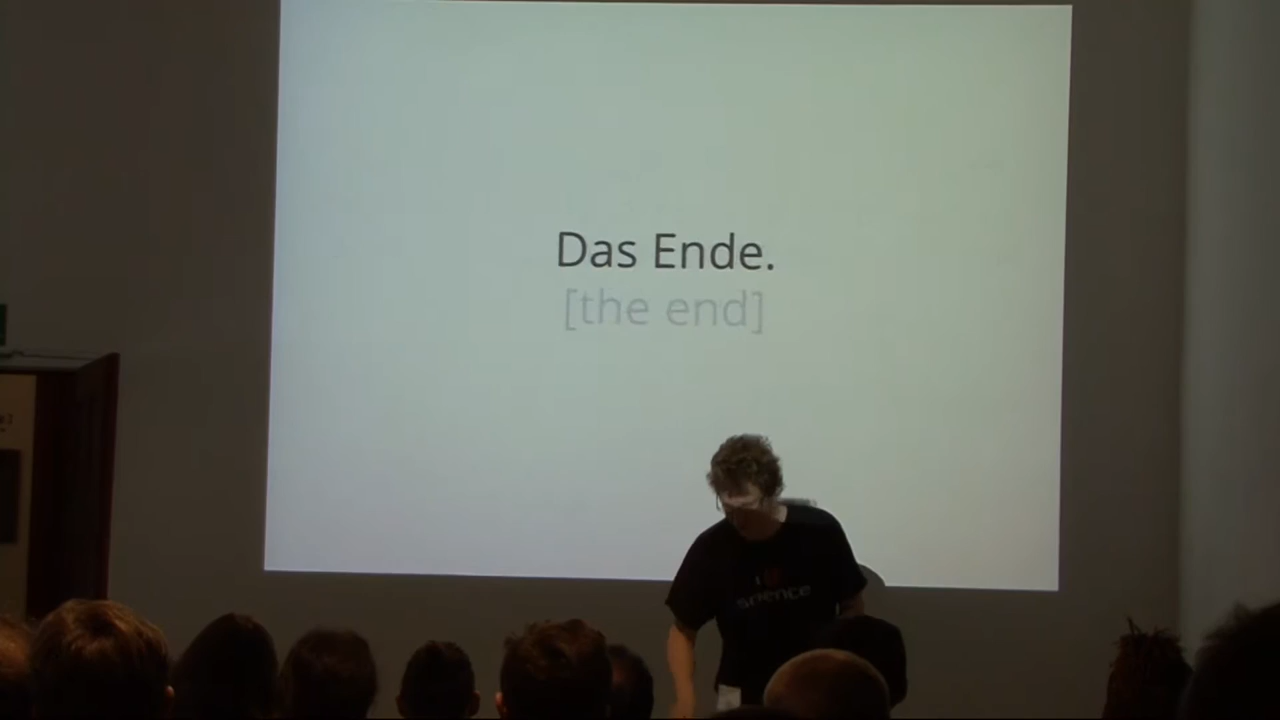 Das Ende.
[the end]
I
science